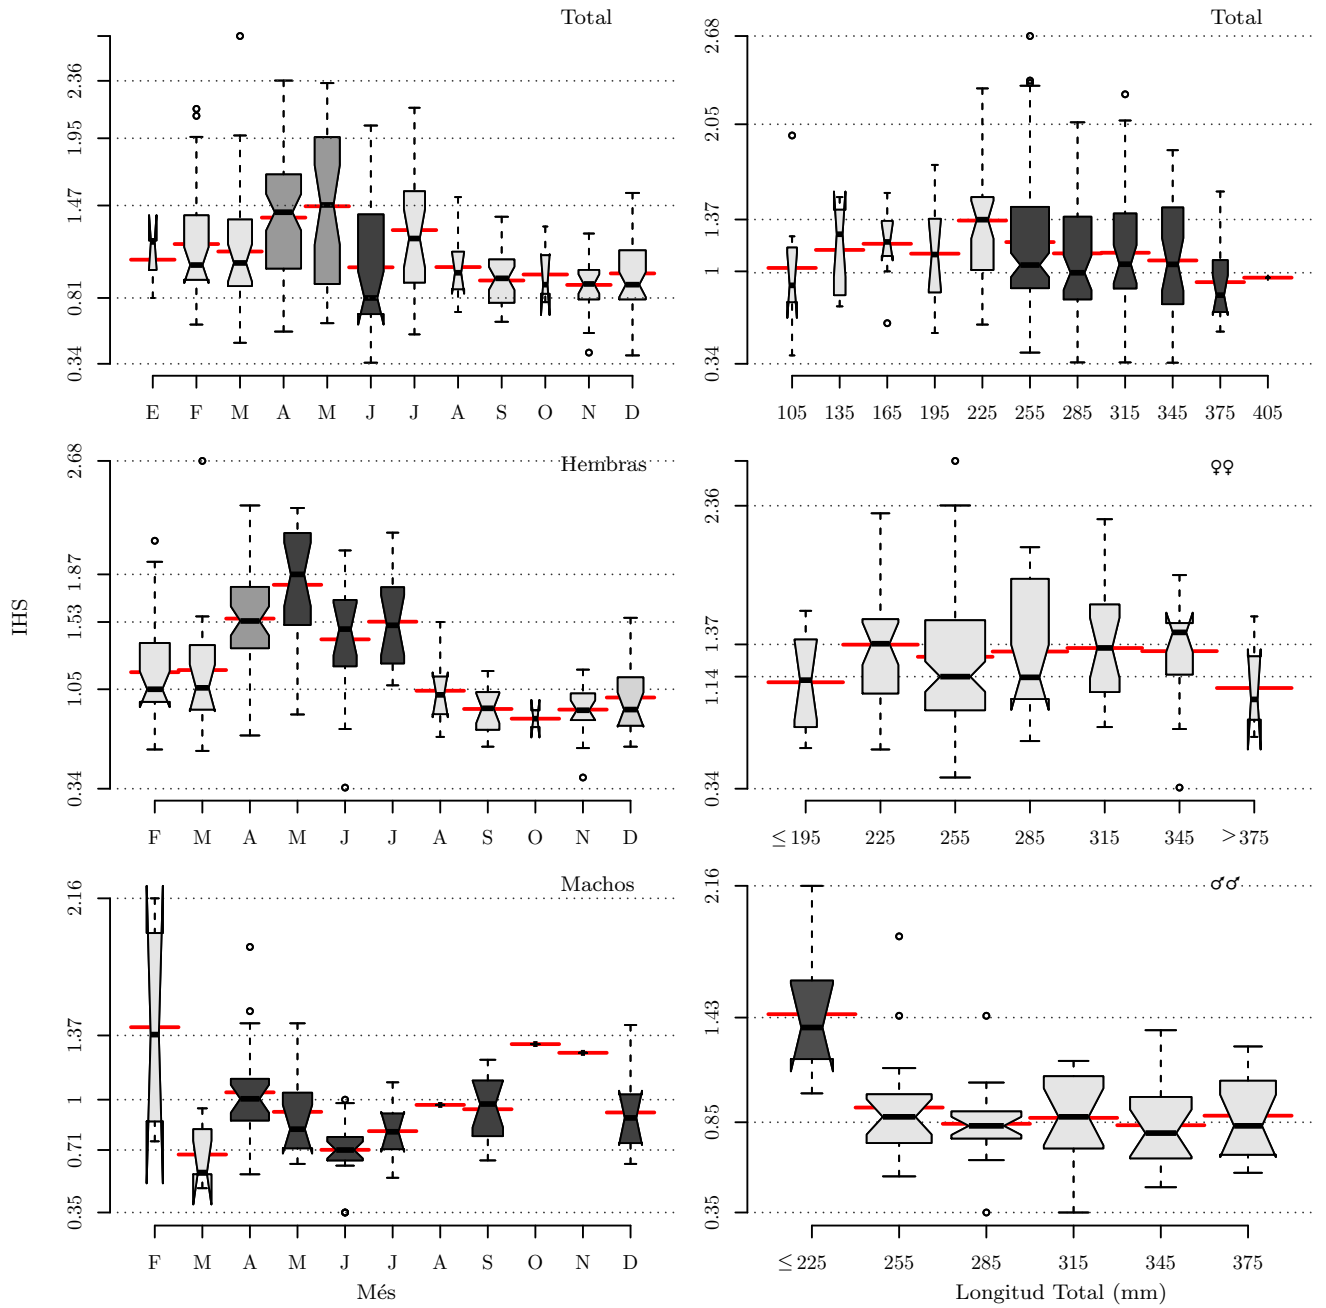 Total
2.36
1.95
1.47
0.81
0.34
E F M A M J J A S O N D
Total
2.68
2.05
1.37
1
0.34
105 135 165 195 225 255 285 315 345 375 405
Hembras
2.68
1.87
1.53
1.05
0.34
F M A M J J A S O N D
♀♀
2.36
1.37
1.14
0.34
≤195 225 255 285 315 345 >375
IHS
Machos
2.16
1.37
1
0.71
0.35
F M A M J J A S O N D
Més
♂♂
2.16
1.43
0.85
0.35
≤225 255 285 315 345 375
Longitud Total (mm)